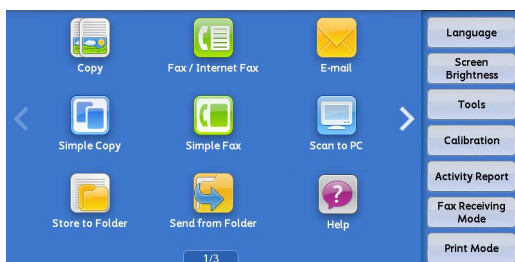 Copy
Fax / Internet Fax
E-mail
Simple Copy
Simple Fax
Scan to PC
Store to Folder
Send from Folder
Help
1/3
Language
Screen
Brightness
Tools
Calibration
Activity Report
Fax Receiving
Mode
Print Mode